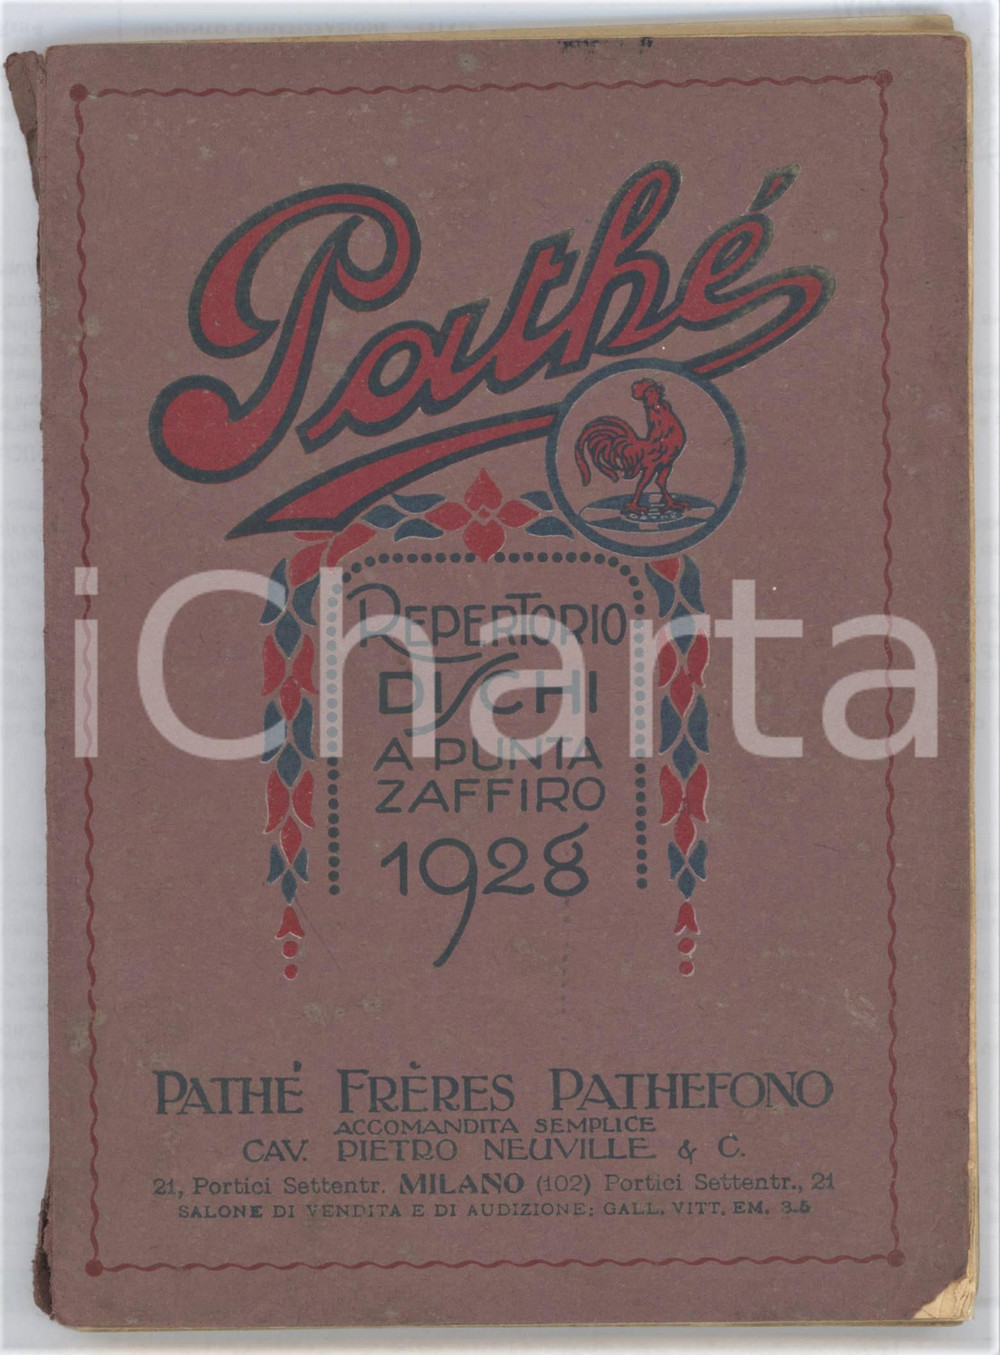 Pathé
REPERTORIO
DISCHI
A PUNTA
ZAFFIRO
1928
PATHÉ FRÈRES PATHEFONO
ACCOMANDITA SEMPLICE
CAV. PIETRO NEUVILLE & C.
21, Portici Settentr. MILANO (102) Portici Settentr., 21
SALONE DI VENDITA E DI AUDIZIONE: GALL. VITT. EM. 3-5
iCharta